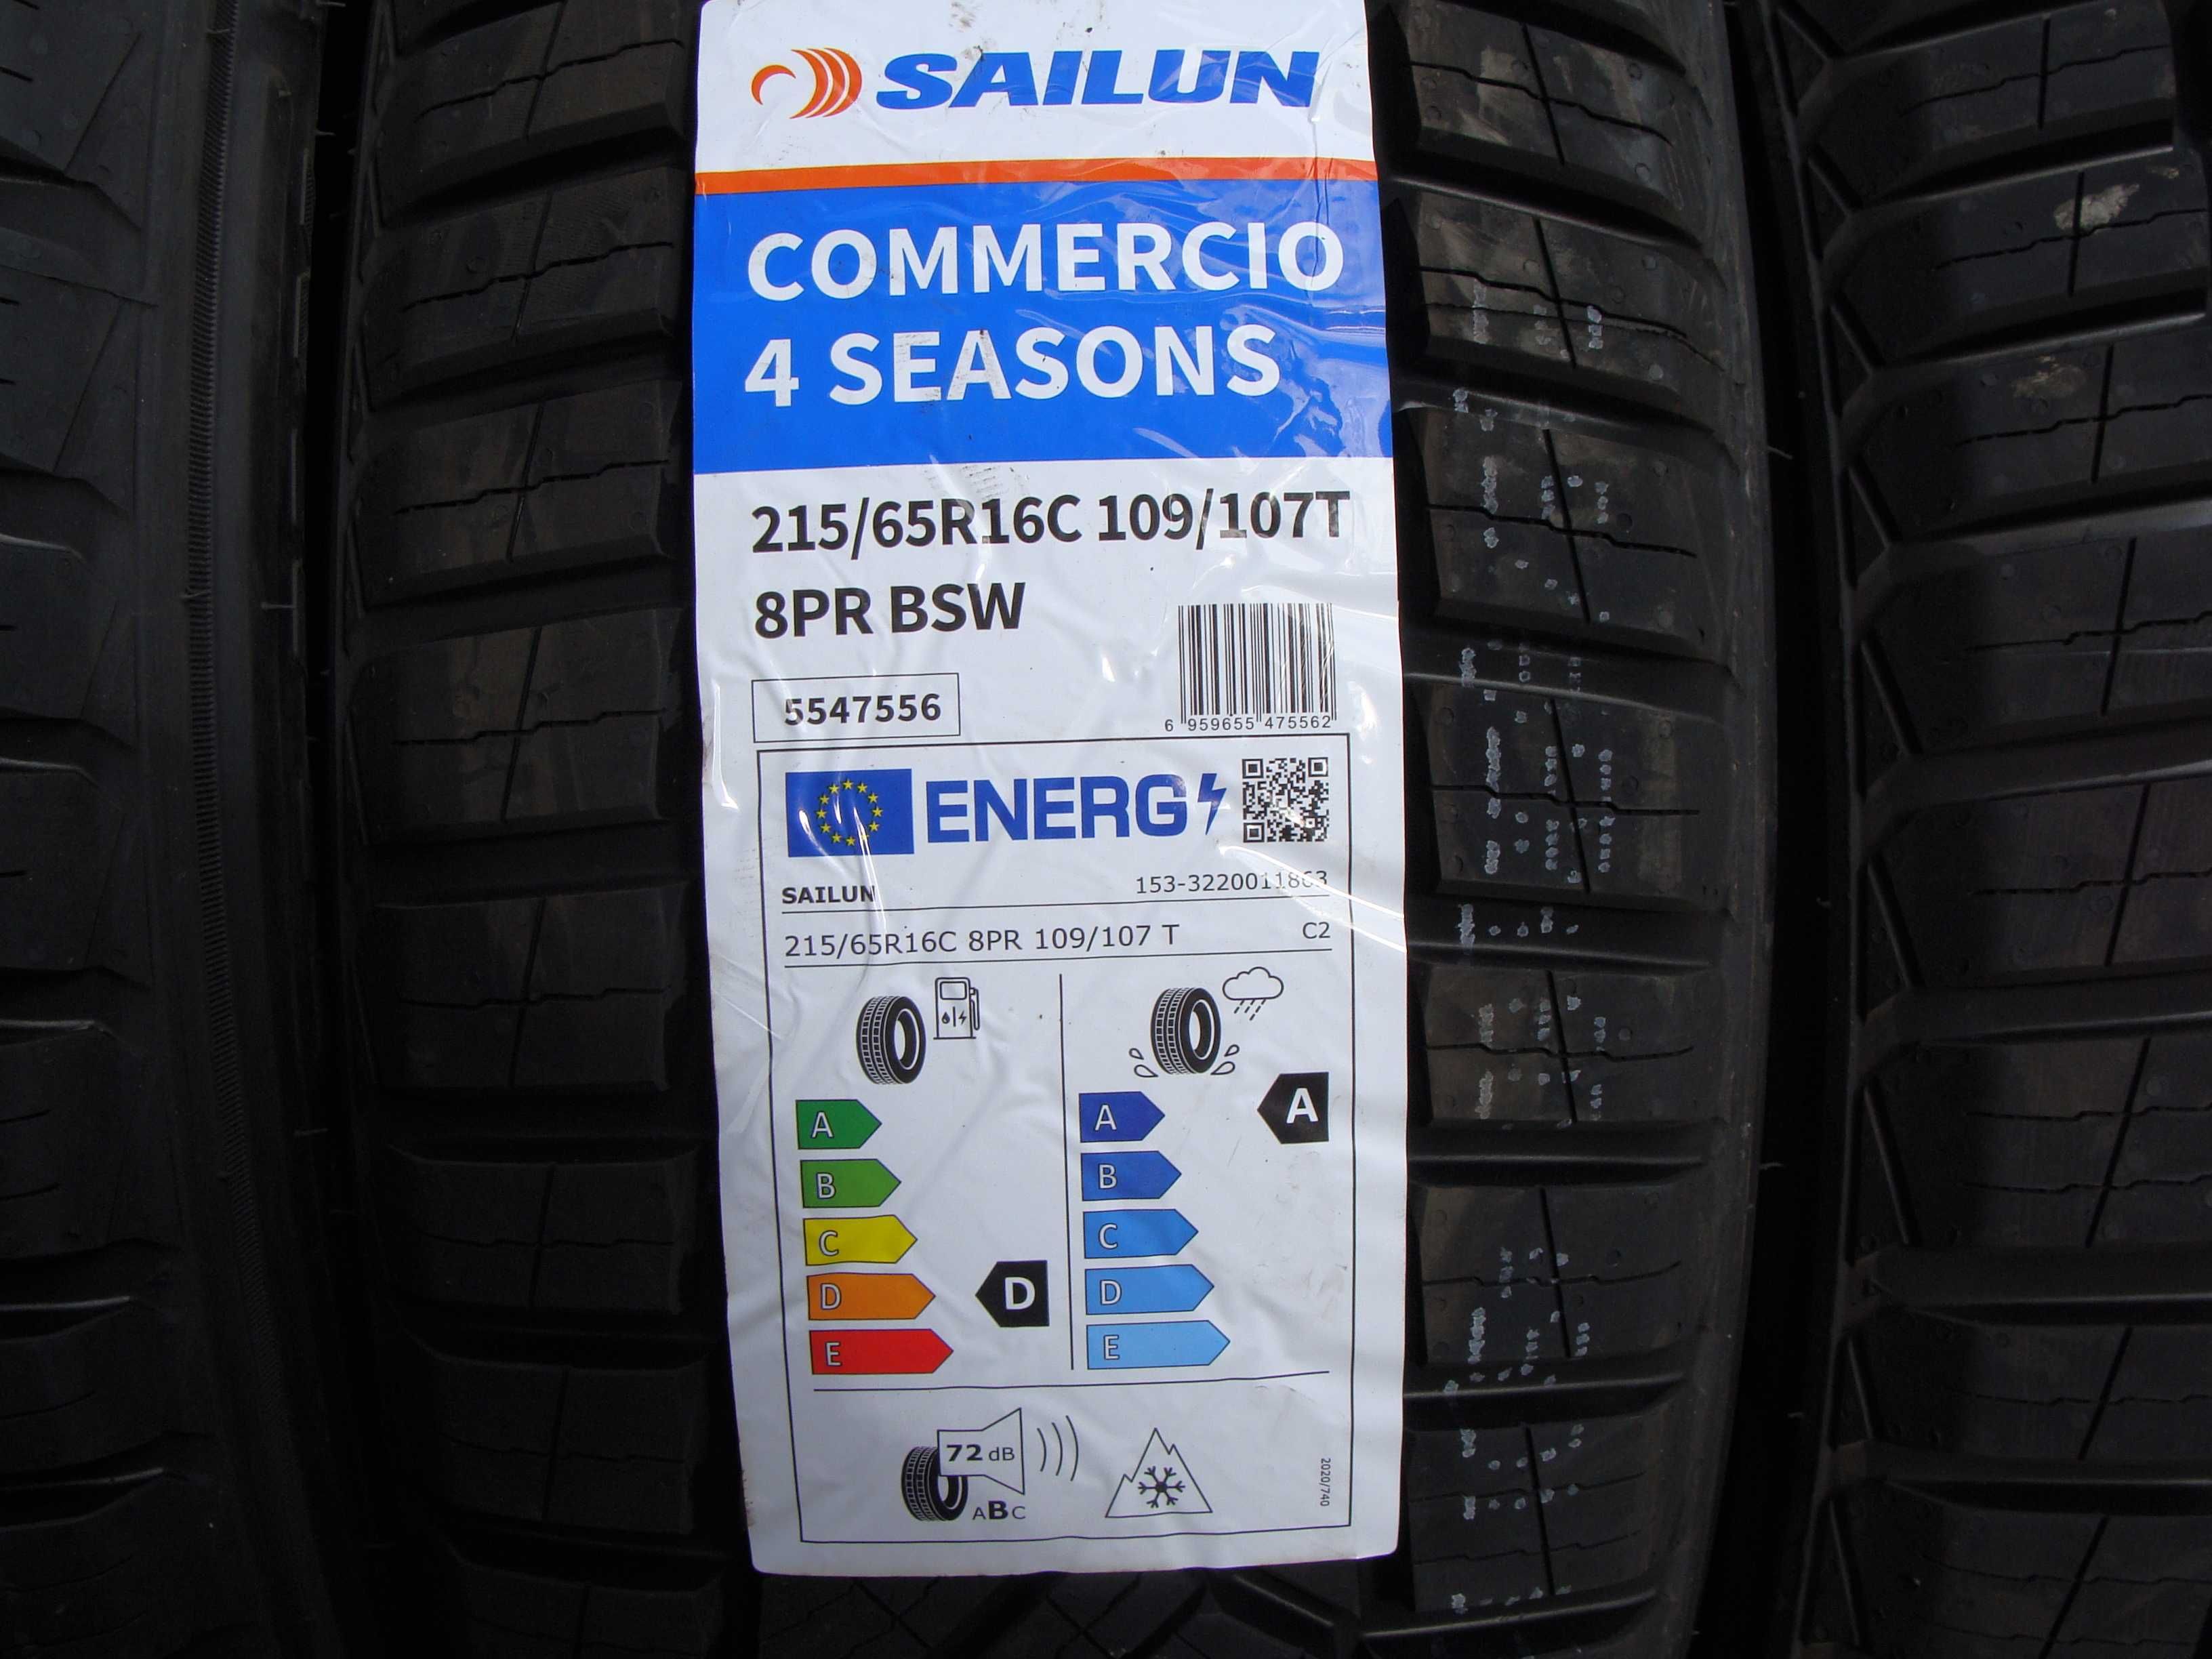 SAILUN
COMMERCIO
4 SEASONS
215/65R16C 109/107T
8PR BSW
5547556
6 959655 475562
ENERG
SAILUN 153-3220011863
215/65R16C 8PR 109/107 T C2
A A A
B B
C C
D D D
E E
72 dB
ABC
2020/740